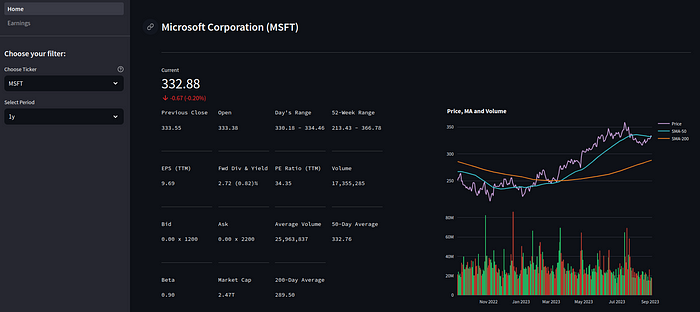 Home
Earnings
Choose your filter:
Choose Ticker
MSFT
Select Period
1y
Microsoft Corporation (MSFT)
Current
332.88
-0.67 (-0.20%)
Previous Close Open Day's Range 52-Week Range
333.55 333.38 330.18 - 334.46 213.43 - 366.78
EPS (TTM) Fwd Div & Yield PE Ratio (TTM) Volume
9.69 2.72 (0.82)% 34.35 17,355,285
Bid Ask Average Volume 50-Day Average
0.00 x 1200 0.00 x 2200 25,963,837 332.76
Beta Market Cap 200-Day Average
0.90 2.47T 289.50
Price, MA and Volume
Price
SMA-50
SMA-200
350
300
250
80M
60M
40M
20M
0
Nov 2022 Jan 2023 Mar 2023 May 2023 Jul 2023 Sep 2023